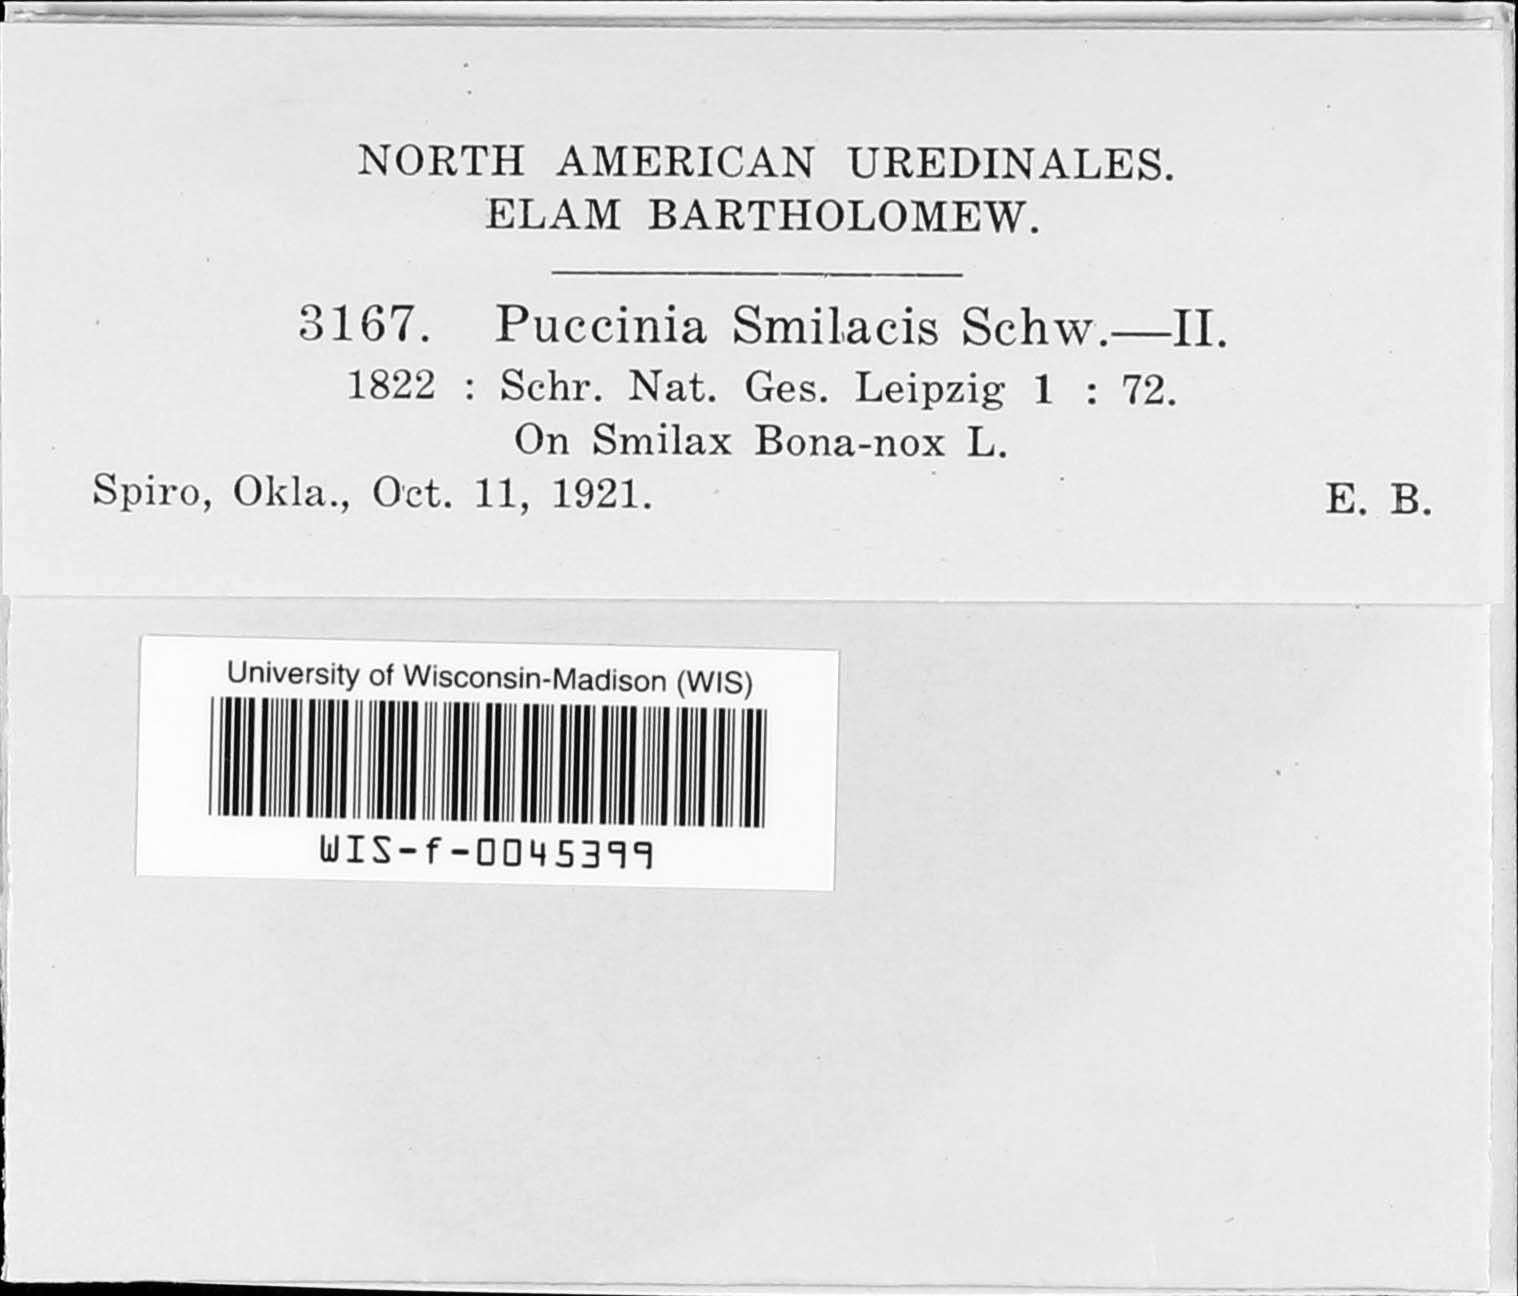 NORTH AMERICAN UREDINALES.
ELAM BARTHOLOMEW.
3167. Puccinia Smilacis Schw.—II.
1822 : Schr. Nat. Ges. Leipzig 1 : 72.
On Smilax Bona-nox L.
Spiro, Okla., Oct. 11, 1921. E. B.
University of Wisconsin-Madison (WIS)
WIS-f-0045399